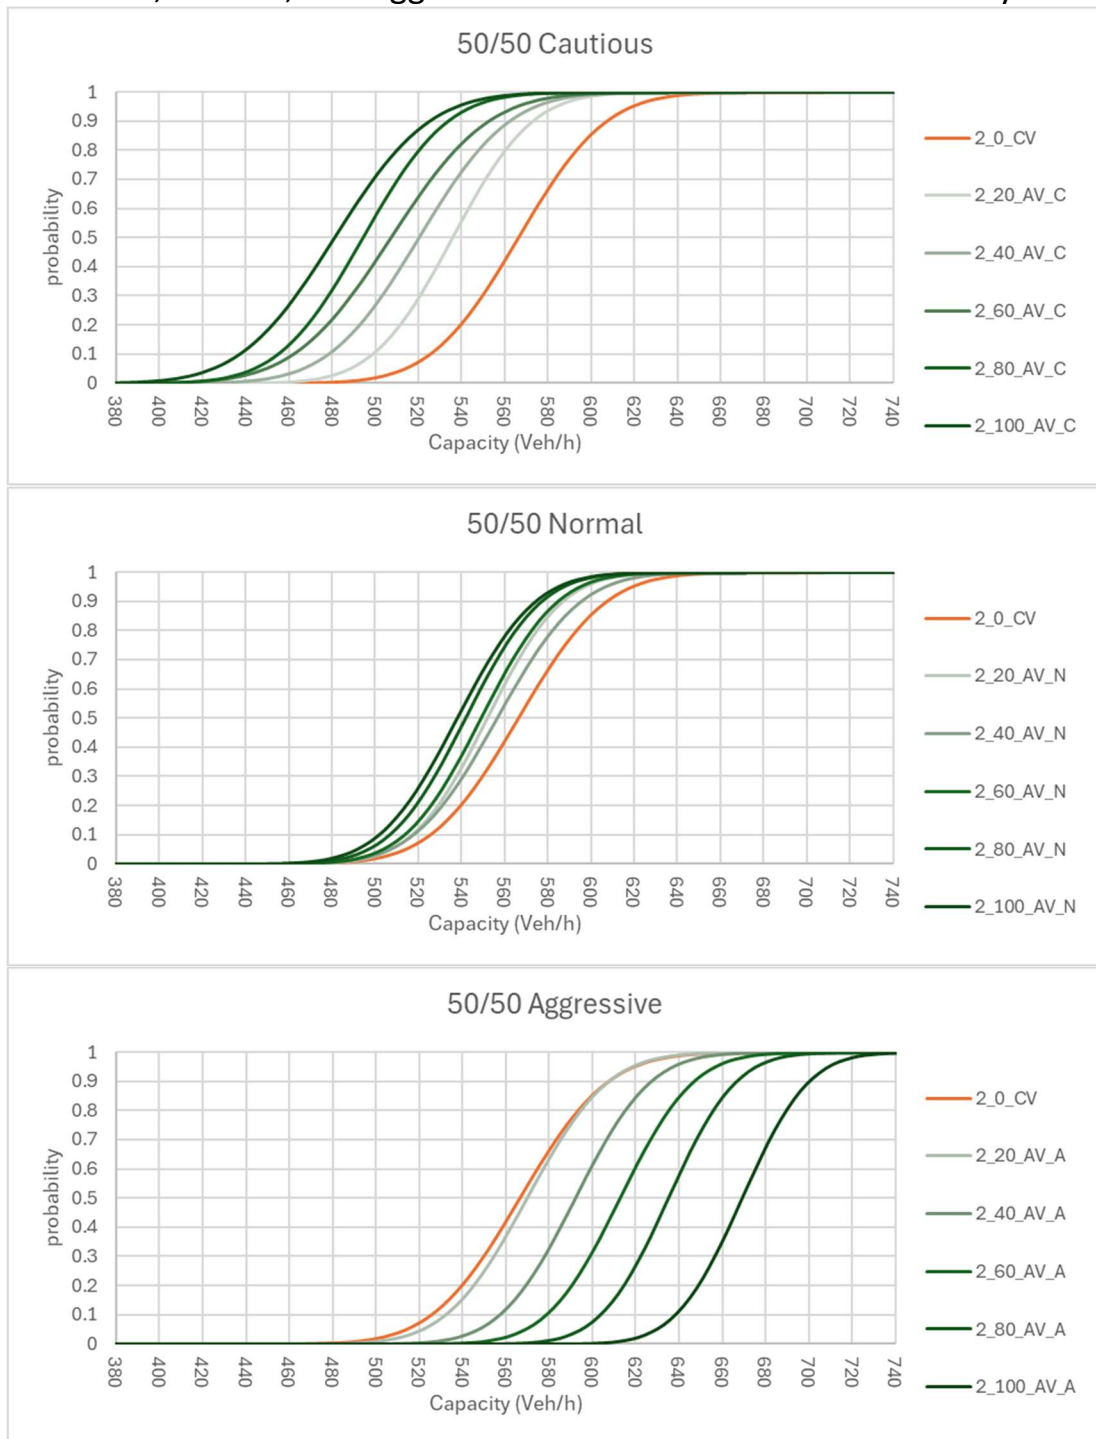 50/50 Cautious
1
0.9
0.8
0.7
0.6
0.5
0.4
0.3
0.2
0.1
0
probability
380 400 420 440 460 480 500 520 540 560 580 600 620 640 660 680 700 720 740
Capacity (Veh/h)
2_0_CV
2_20_AV_C
2_40_AV_C
2_60_AV_C
2_80_AV_C
2_100_AV_C
50/50 Normal
1
0.9
0.8
0.7
0.6
0.5
0.4
0.3
0.2
0.1
0
probability
380 400 420 440 460 480 500 520 540 560 580 600 620 640 660 680 700 720 740
Capacity (Veh/h)
2_0_CV
2_20_AV_N
2_40_AV_N
2_60_AV_N
2_80_AV_N
2_100_AV_N
50/50 Aggressive
1
0.9
0.8
0.7
0.6
0.5
0.4
0.3
0.2
0.1
0
probability
380 400 420 440 460 480 500 520 540 560 580 600 620 640 660 680 700 720 740
Capacity (Veh/h)
2_0_CV
2_20_AV_A
2_40_AV_A
2_60_AV_A
2_80_AV_A
2_100_AV_A